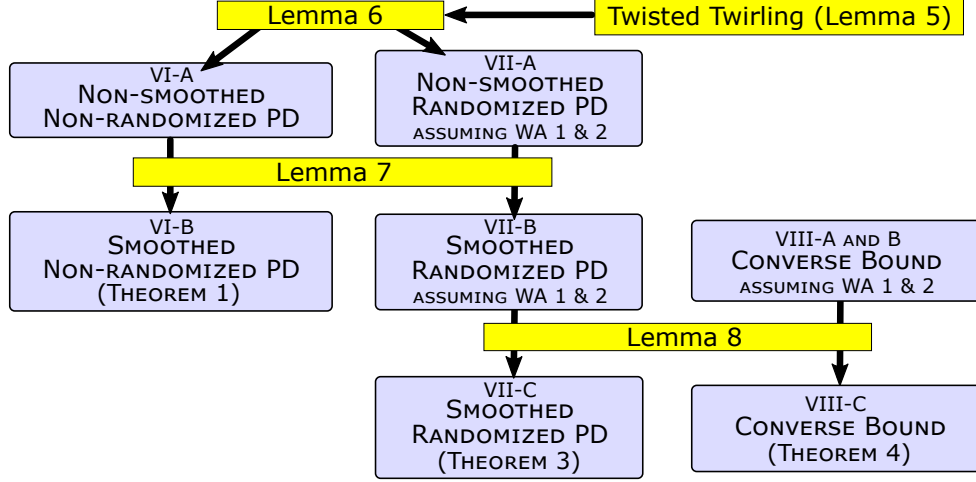 Lemma 6
Twisted Twirling (Lemma 5)
VI-A
Non-smoothed
Non-randomized PD
VII-A
Non-smoothed
Randomized PD
assuming WA 1 & 2
Lemma 7
VI-B
Smoothed
Non-randomized PD
(Theorem 1)
VII-B
Smoothed
Randomized PD
assuming WA 1 & 2
VIII-A and B
Converse Bound
assuming WA 1 & 2
Lemma 8
VII-C
Smoothed
Randomized PD
(Theorem 3)
VIII-C
Converse Bound
(Theorem 4)